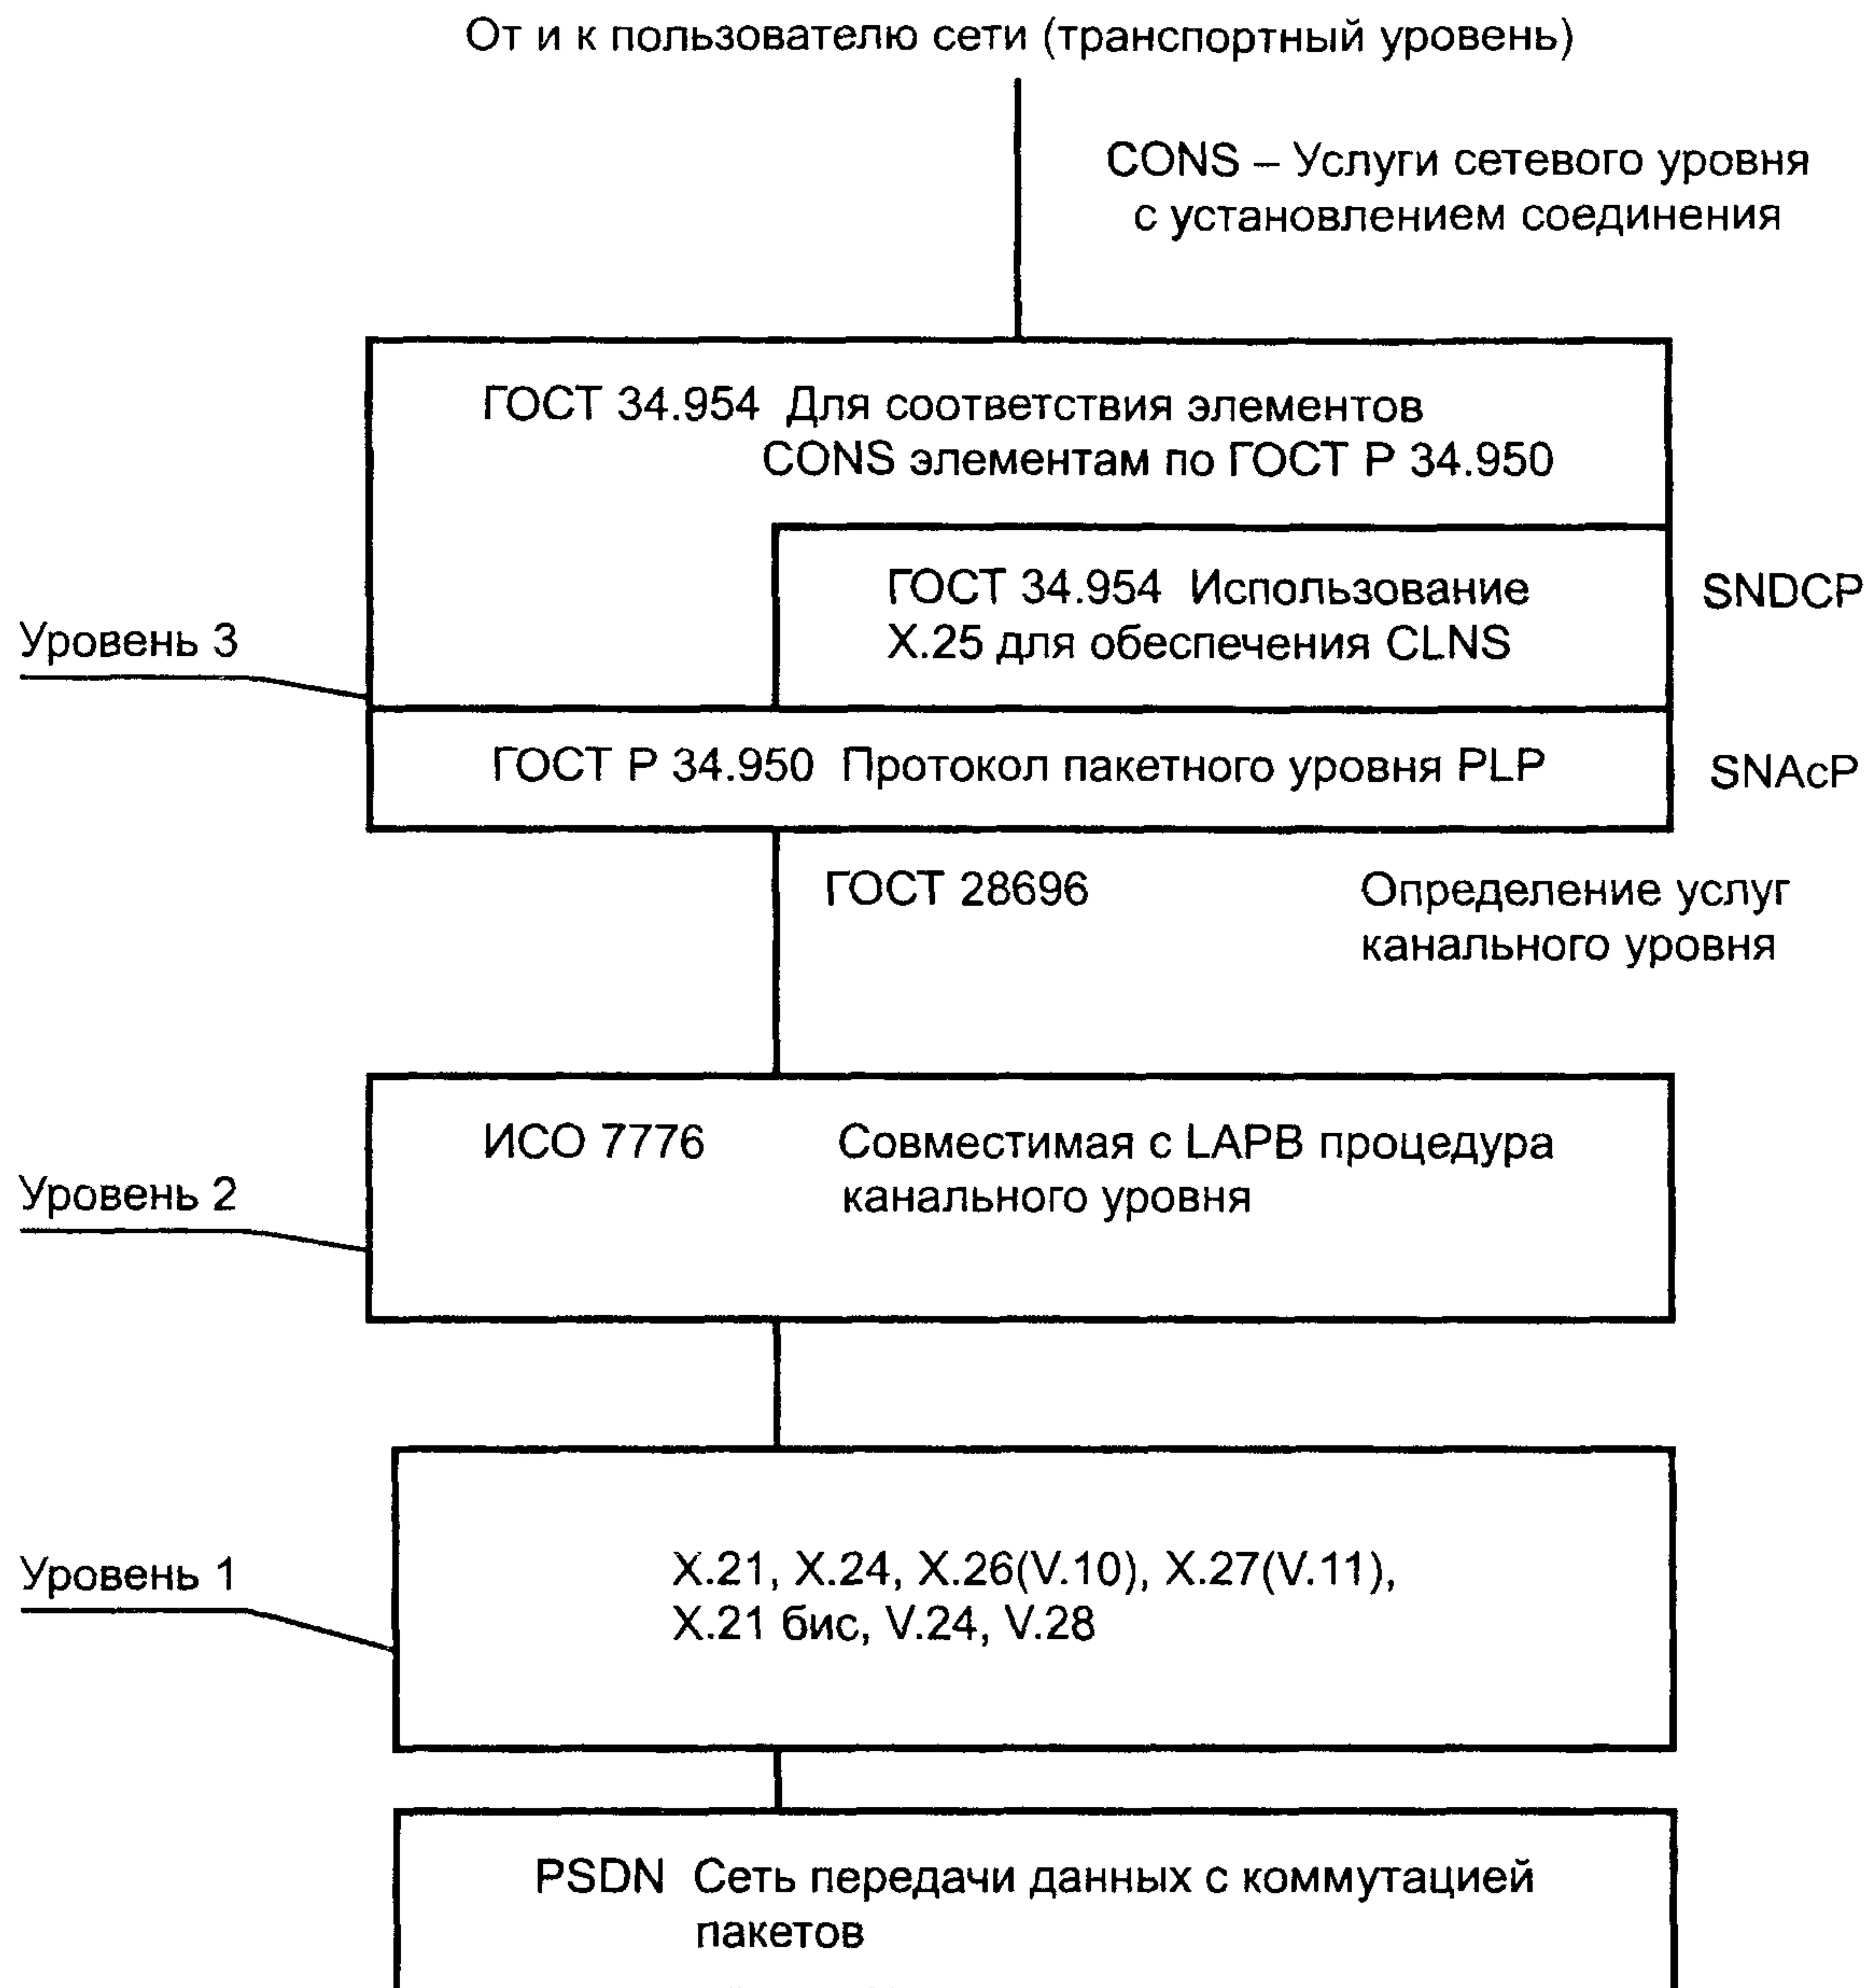 От и к пользователю сети (транспортный уровень)
CONS – Услуги сетевого уровня
с установлением соединения
ГОСТ 34.954 Для соответствия элементов
CONS элементам по ГОСТ Р 34.950
ГОСТ 34.954 Использование
X.25 для обеспечения CLNS
SNDCP
Уровень 3
ГОСТ Р 34.950 Протокол пакетного уровня PLP
SNAcP
ГОСТ 28696
Определение услуг
канального уровня
ИСО 7776
Совместимая с LAPB процедура
канального уровня
Уровень 2
X.21, X.24, X.26(V.10), X.27(V.11),
X.21 бис, V.24, V.28
Уровень 1
PSDN Сеть передачи данных с коммутацией
пакетов